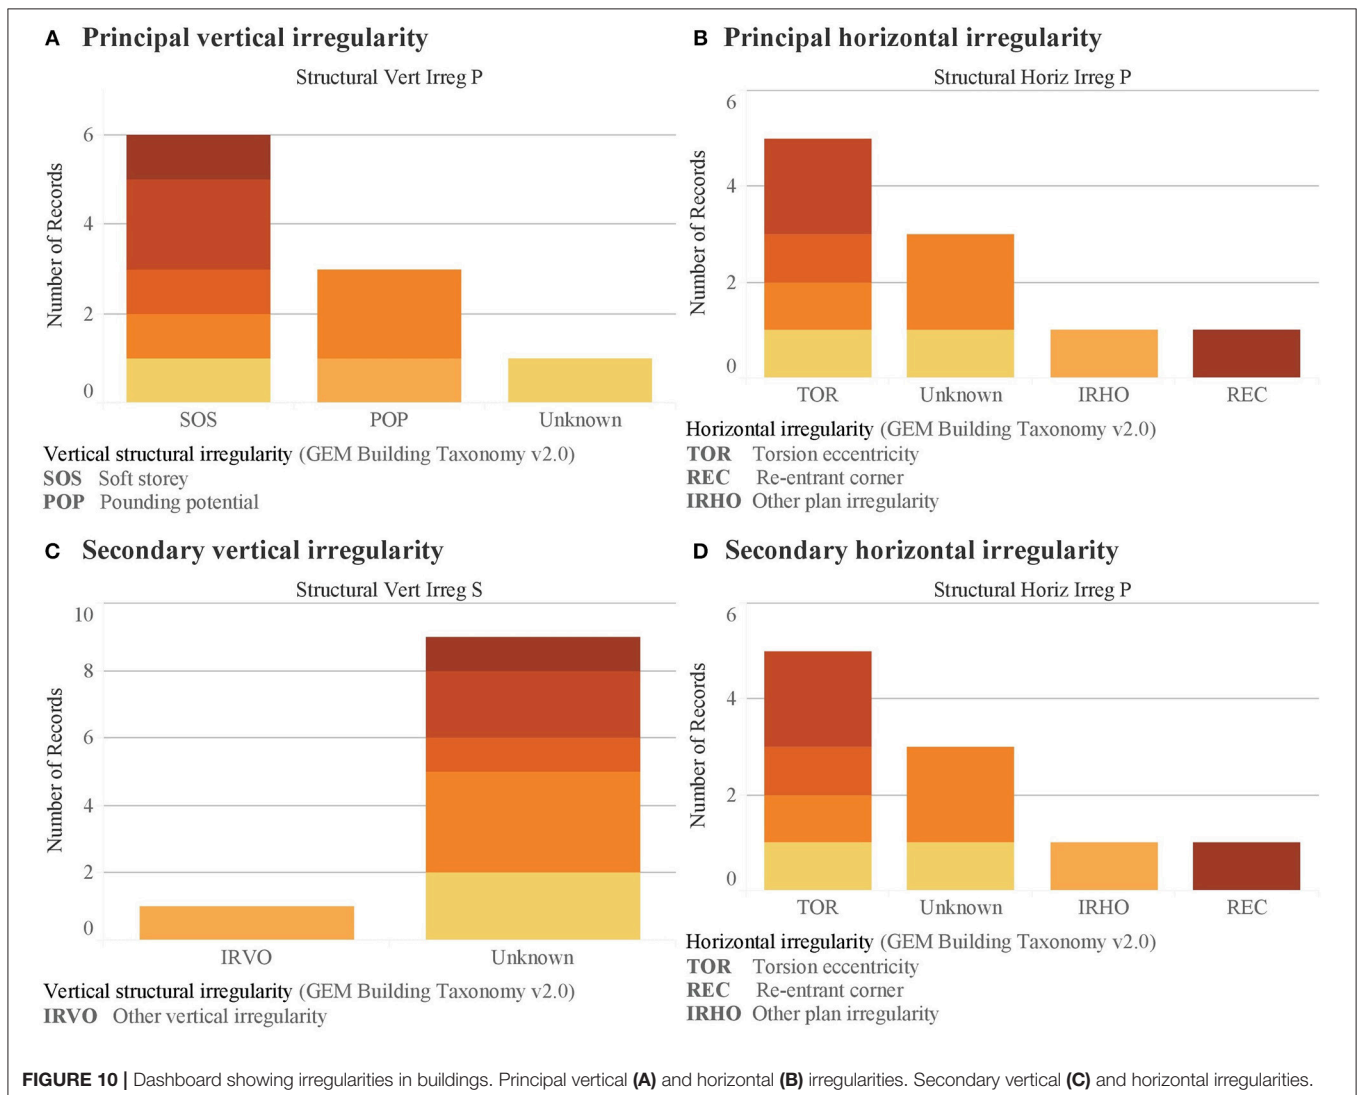 A Principal vertical irregularity
Structural Vert Irreg P
Number of Records
6
4
2
0
SOS POP Unknown
Vertical structural irregularity (GEM Building Taxonomy v2.0)
SOS Soft storey
POP Pounding potential
B Principal horizontal irregularity
Structural Horiz Irreg P
Number of Records
6
4
2
0
TOR Unknown IRHO REC
Horizontal irregularity (GEM Building Taxonomy v2.0)
TOR Torsion eccentricity
REC Re-entrant corner
IRHO Other plan irregularity
C Secondary vertical irregularity
Structural Vert Irreg S
Number of Records
10
8
6
4
2
0
IRVO Unknown
Vertical structural irregularity (GEM Building Taxonomy v2.0)
IRVO Other vertical irregularity
D Secondary horizontal irregularity
Structural Horiz Irreg P
Number of Records
6
4
2
0
TOR Unknown IRHO REC
Horizontal irregularity (GEM Building Taxonomy v2.0)
TOR Torsion eccentricity
REC Re-entrant corner
IRHO Other plan irregularity
FIGURE 10 | Dashboard showing irregularities in buildings. Principal vertical (A) and horizontal (B) irregularities. Secondary vertical (C) and horizontal irregularities.